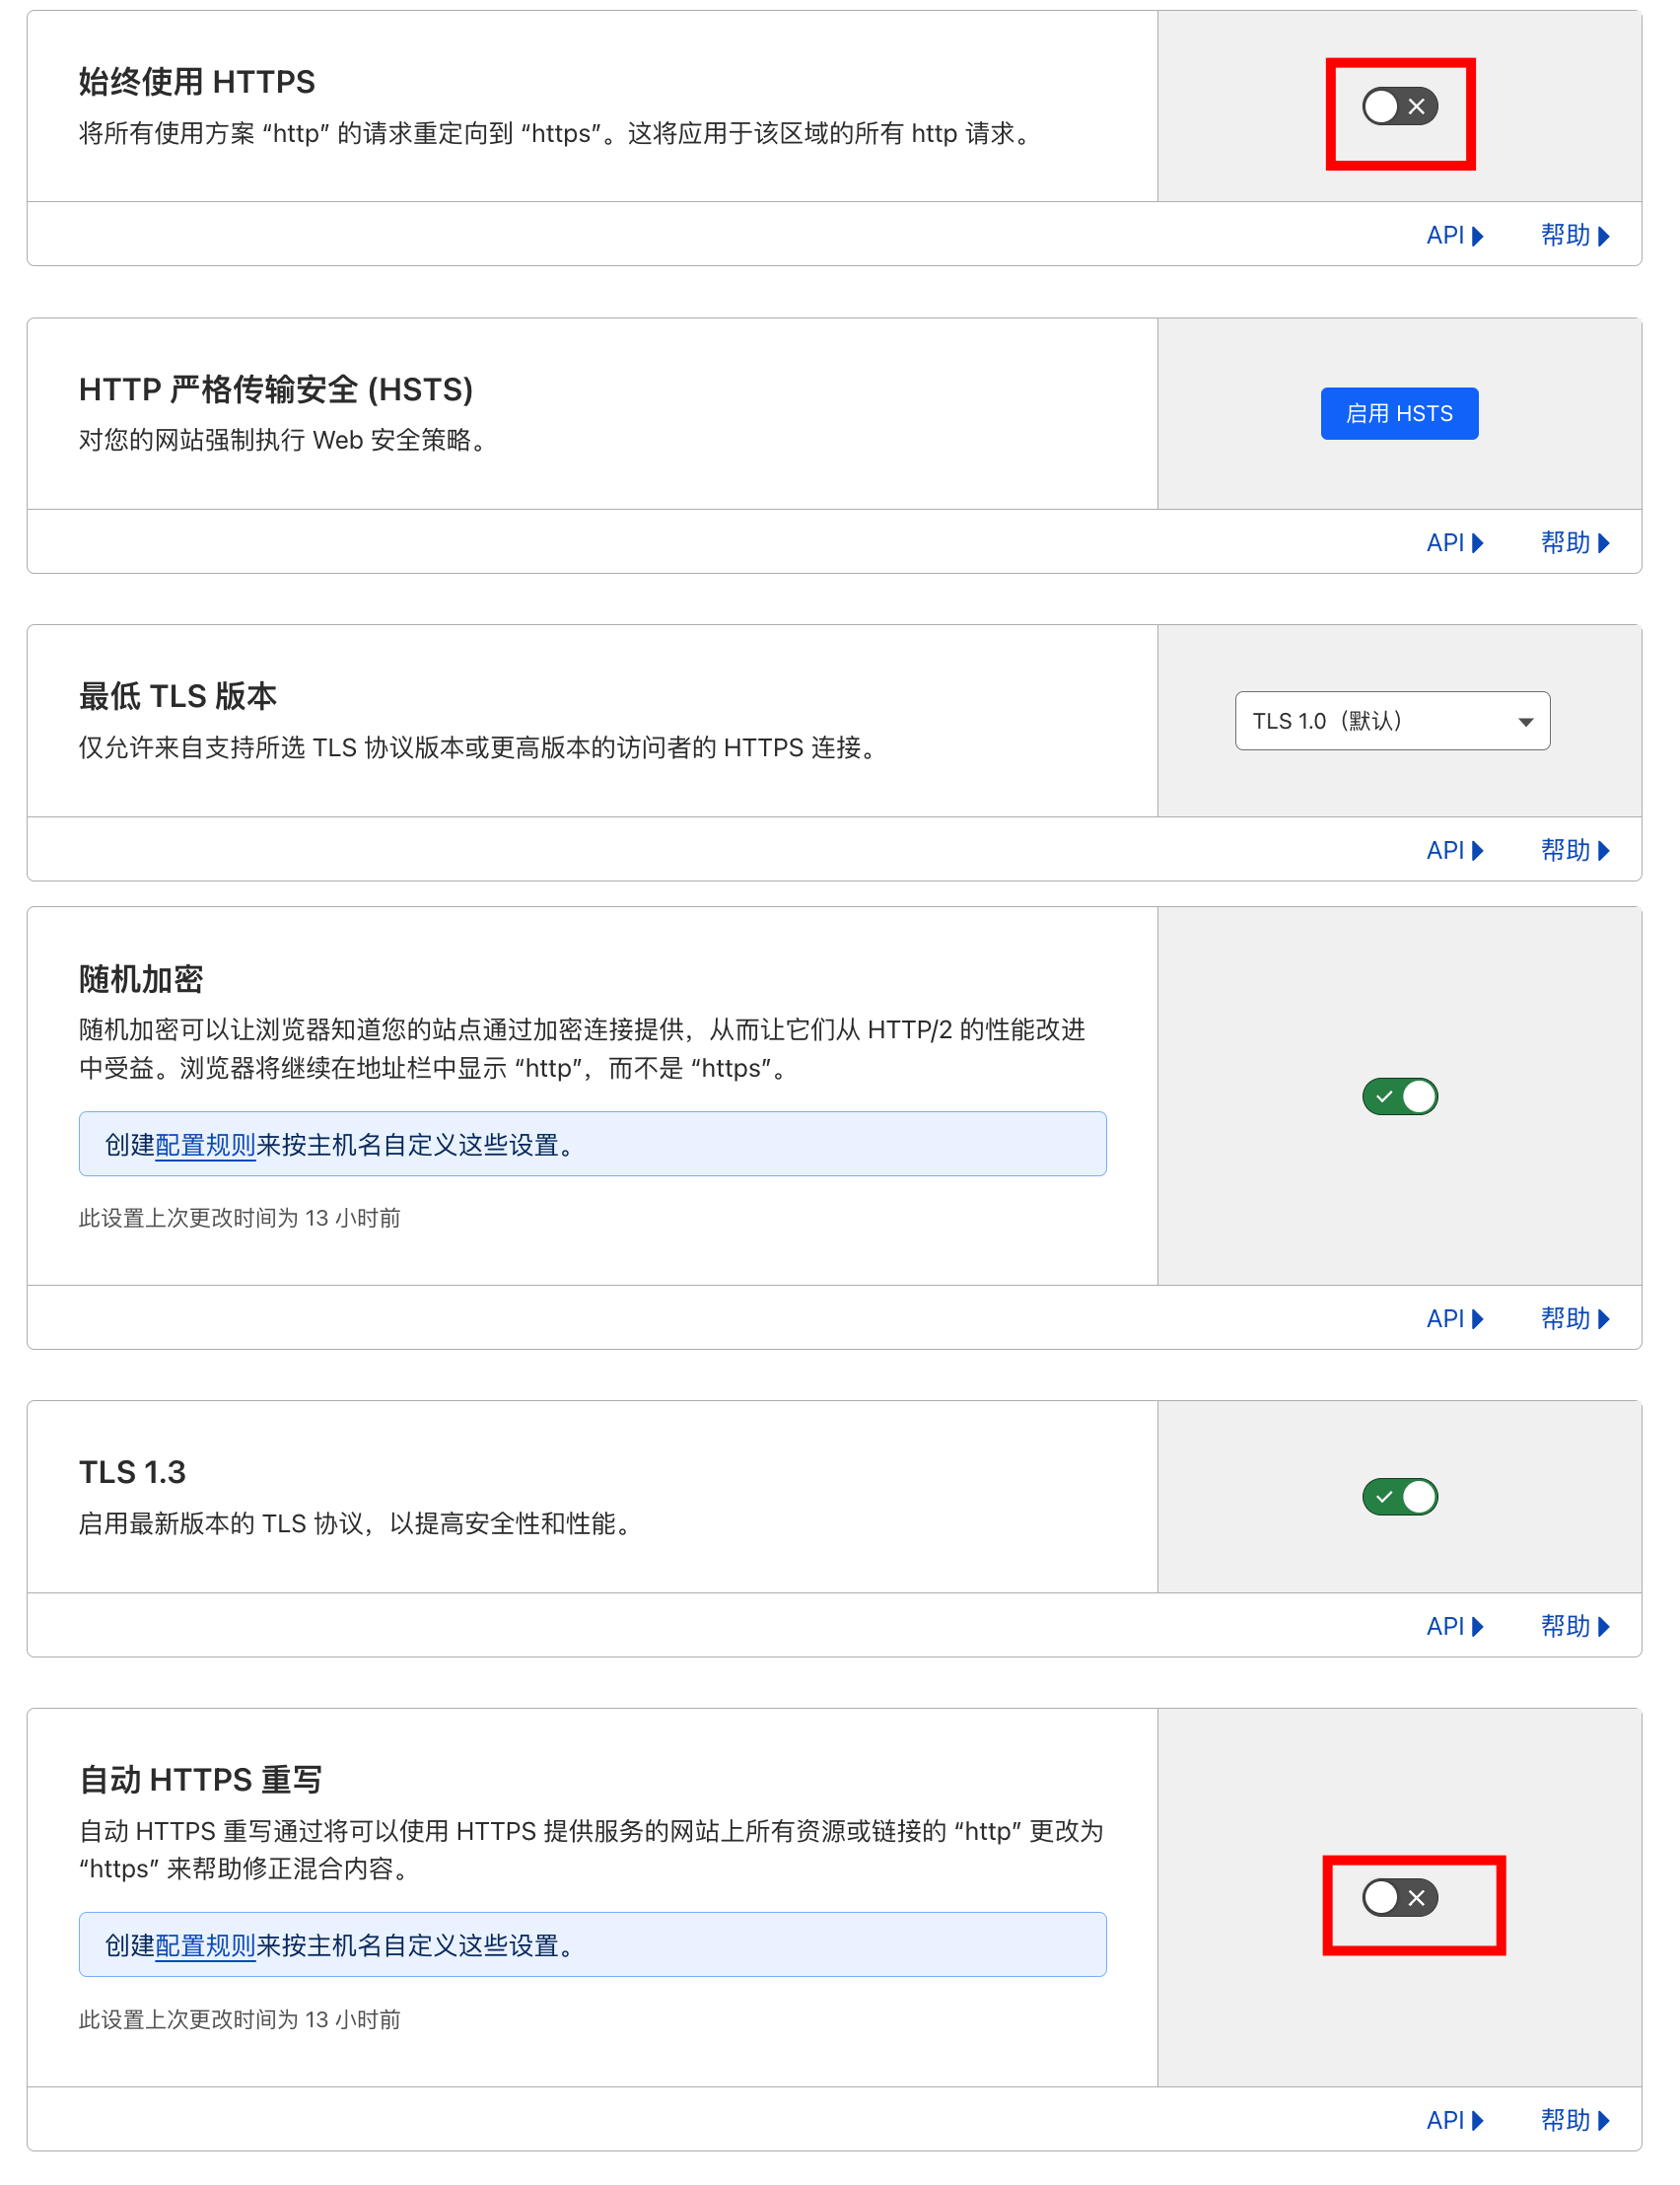 始终使用 HTTPS
将所有使用方案 “http” 的请求重定向到 “https”。这将应用于该区域的所有 http 请求。
API
帮助
HTTP 严格传输安全 (HSTS)
对您的网站强制执行 Web 安全策略。
启用 HSTS
API
帮助
最低 TLS 版本
仅允许来自支持所选 TLS 协议版本或更高版本的访问者的 HTTPS 连接。
TLS 1.0（默认）
API
帮助
随机加密
随机加密可以让浏览器知道您的站点通过加密连接提供，从而让它们从 HTTP/2 的性能改进
中受益。浏览器将继续在地址栏中显示 “http”，而不是 “https”。
创建配置规则来按主机名自定义这些设置。
此设置上次更改时间为 13 小时前
API
帮助
TLS 1.3
启用最新版本的 TLS 协议，以提高安全性和性能。
API
帮助
自动 HTTPS 重写
自动 HTTPS 重写通过将可以使用 HTTPS 提供服务的网站上所有资源或链接的 “http” 更改为
“https” 来帮助修正混合内容。
创建配置规则来按主机名自定义这些设置。
此设置上次更改时间为 13 小时前
API
帮助